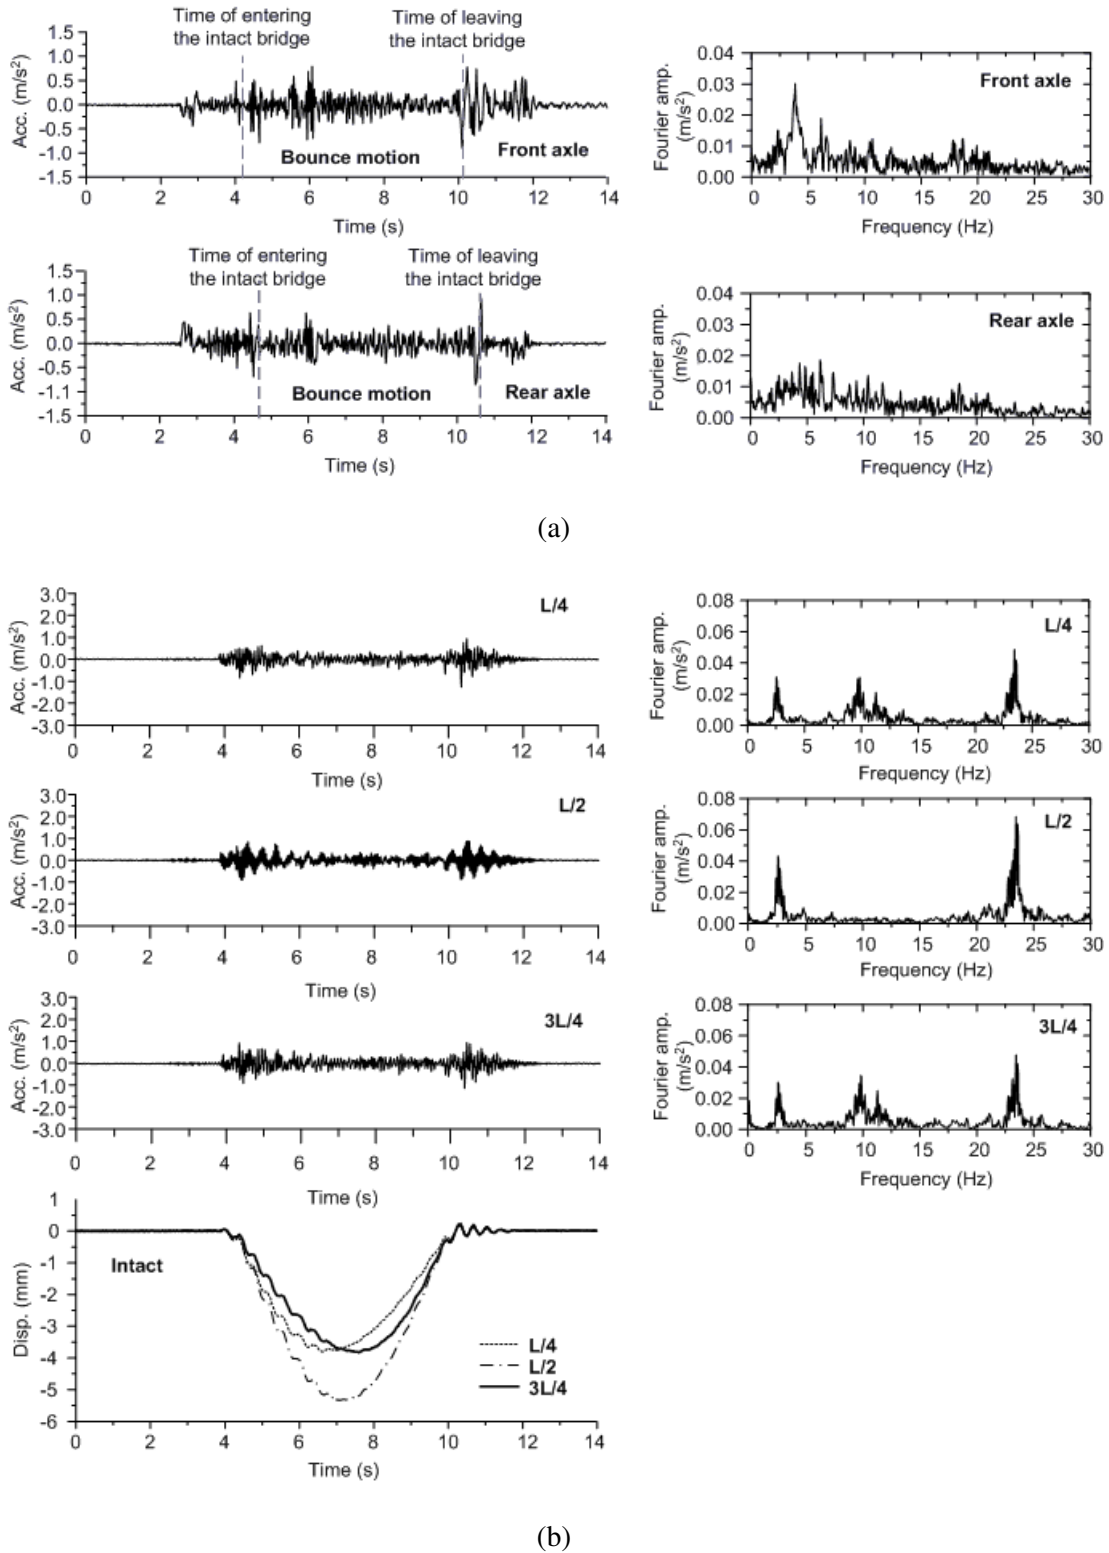 Time of entering
the intact bridge
Time of leaving
the intact bridge
1.5
1.0
0.5
0.0
-0.5
-1.0
-1.5
Acc. (m/s²)
Bounce motion
Front axle
0 2 4 6 8 10 12 14
Time (s)
0.04
0.03
0.02
0.01
0.00
Fourier amp.
(m/s²)
Front axle
0 5 10 15 20 25 30
Frequency (Hz)
Time of entering
the intact bridge
Time of leaving
the intact bridge
1.5
1.0
0.5
0.0
-0.5
-1.1
-1.5
Acc. (m/s²)
Bounce motion
Rear axle
0 2 4 6 8 10 12 14
Time (s)
0.04
0.03
0.02
0.01
0.00
Fourier amp.
(m/s²)
Rear axle
0 5 10 15 20 25 30
Frequency (Hz)
(a)
3.0
2.0
1.0
0.0
-1.0
-2.0
-3.0
Acc. (m/s²)
L/4
0 2 4 6 8 10 12 14
Time (s)
0.08
0.06
0.04
0.02
0.00
Fourier amp.
(m/s²)
L/4
0 5 10 15 20 25 30
Frequency (Hz)
3.0
2.0
1.0
0.0
-1.0
-2.0
-3.0
Acc. (m/s²)
L/2
0 2 4 6 8 10 12 14
Time (s)
0.08
0.06
0.04
0.02
0.00
Fourier amp.
(m/s²)
L/2
0 5 10 15 20 25 30
Frequency (Hz)
3.0
2.0
1.0
0.0
-1.0
-2.0
-3.0
Acc. (m/s²)
3L/4
0 2 4 6 8 10 12 14
Time (s)
0.08
0.06
0.04
0.02
0.00
Fourier amp.
(m/s²)
3L/4
0 5 10 15 20 25 30
Frequency (Hz)
1
0
-1
-2
-3
-4
-5
-6
Disp. (mm)
Intact
L/4
L/2
3L/4
0 2 4 6 8 10 12 14
Time (s)
(b)